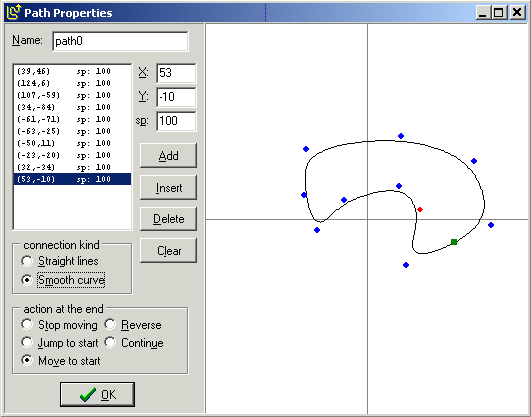 Path Properties
Name: path0
(39,46) sp: 100
(124,6) sp: 100
(107,-59) sp: 100
(34,-84) sp: 100
(-61,-71) sp: 100
(-63,-25) sp: 100
(-50,11) sp: 100
(-23,-20) sp: 100
(32,-34) sp: 100
(53,-10) sp: 100
X: 53
Y: -10
sp: 100
Add
Insert
Delete
Clear
connection kind
Straight lines
Smooth curve
action at the end
Stop moving Reverse
Jump to start Continue
Move to start
OK